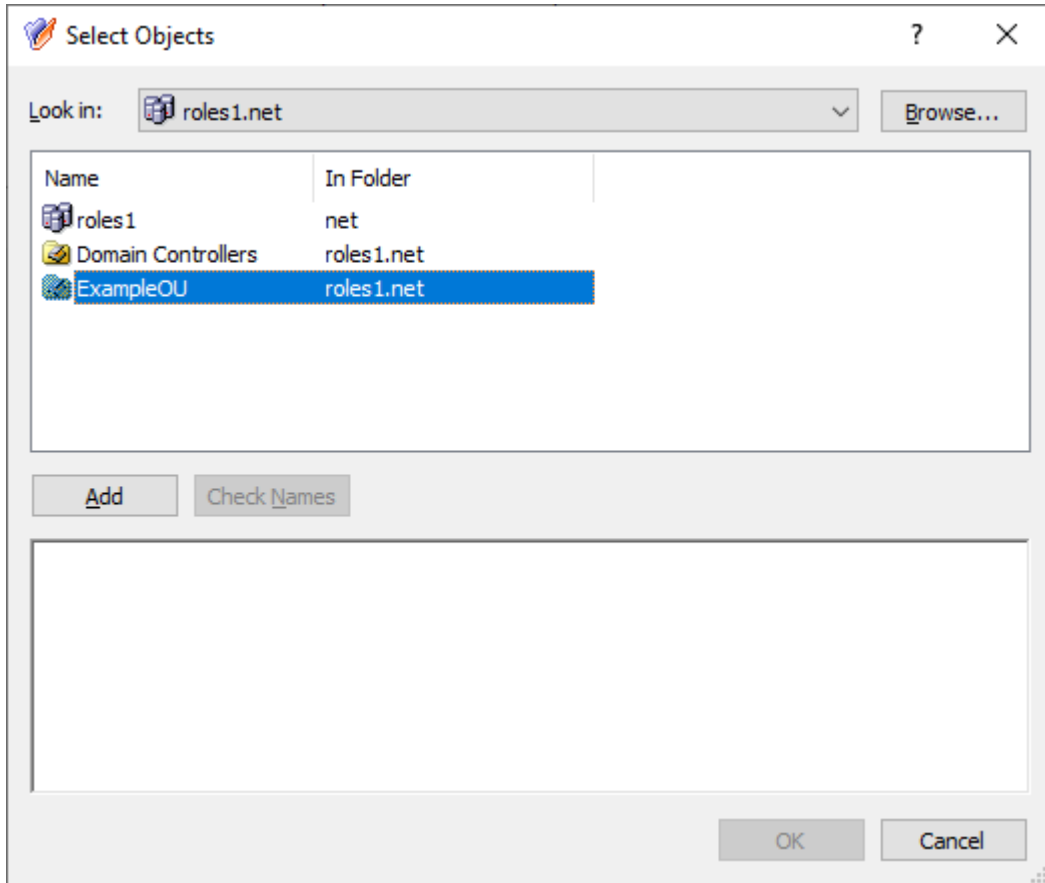 Select Objects ?
Look in: roles1.net Browse...
Name In Folder
roles1 net
Domain Controllers roles1.net
ExampleOU roles1.net
Add Check Names
OK Cancel